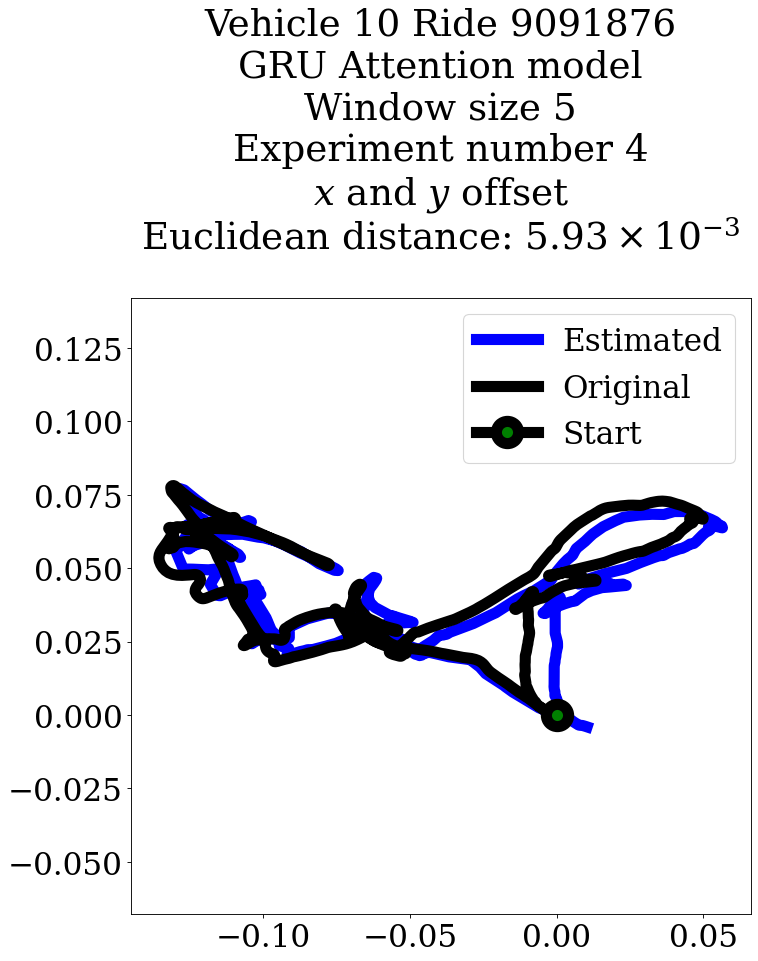 Vehicle 10 Ride 9091876
GRU Attention model
Window size 5
Experiment number 4
x and y offset
Euclidean distance: 5.93 × 10⁻³
Estimated
Original
Start
0.125
0.100
0.075
0.050
0.025
0.000
−0.025
−0.050
−0.10
−0.05
0.00
0.05